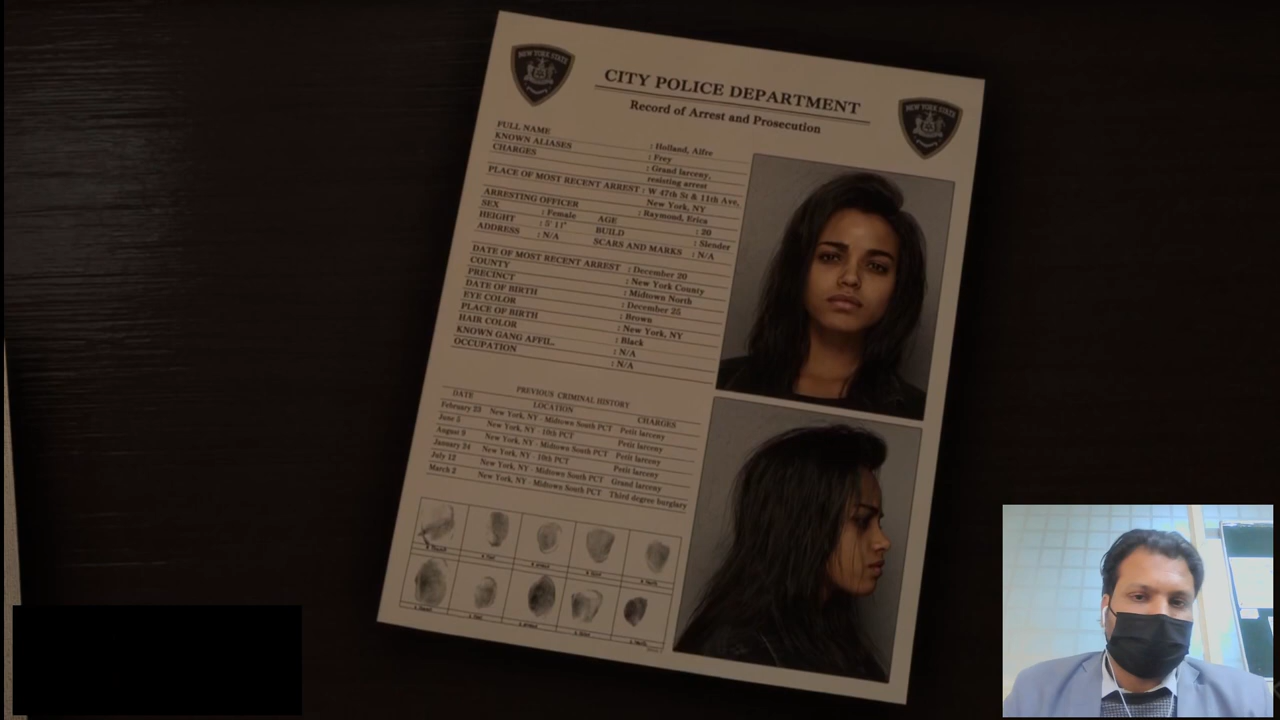 NEW YORK STATE
NEW YORK STATE
CITY POLICE DEPARTMENT
Record of Arrest and Prosecution
FULL NAME : Holland, Alfre
KNOWN ALIASES : Frey
CHARGES : Grand larceny,
resisting arrest
PLACE OF MOST RECENT ARREST : W 47th St & 11th Ave,
New York, NY
ARRESTING OFFICER : Raymond, Erica
SEX : Female AGE : 20
HEIGHT : 5' 11" BUILD : Slender
ADDRESS : N/A SCARS AND MARKS : N/A
DATE OF MOST RECENT ARREST : December 20
COUNTY : New York County
PRECINCT : Midtown North
DATE OF BIRTH : December 25
EYE COLOR : Brown
PLACE OF BIRTH : New York, NY
HAIR COLOR : Black
KNOWN GANG AFFIL. : N/A
OCCUPATION : N/A
PREVIOUS CRIMINAL HISTORY
DATE LOCATION CHARGES
February 23 New York, NY - Midtown South PCT Petit larceny
June 5 New York, NY - 10th PCT Petit larceny
August 9 New York, NY - Midtown South PCT Petit larceny
January 24 New York, NY - 10th PCT Petit larceny
July 12 New York, NY - Midtown South PCT Grand larceny
March 2 New York, NY - Midtown South PCT Third degree burglary